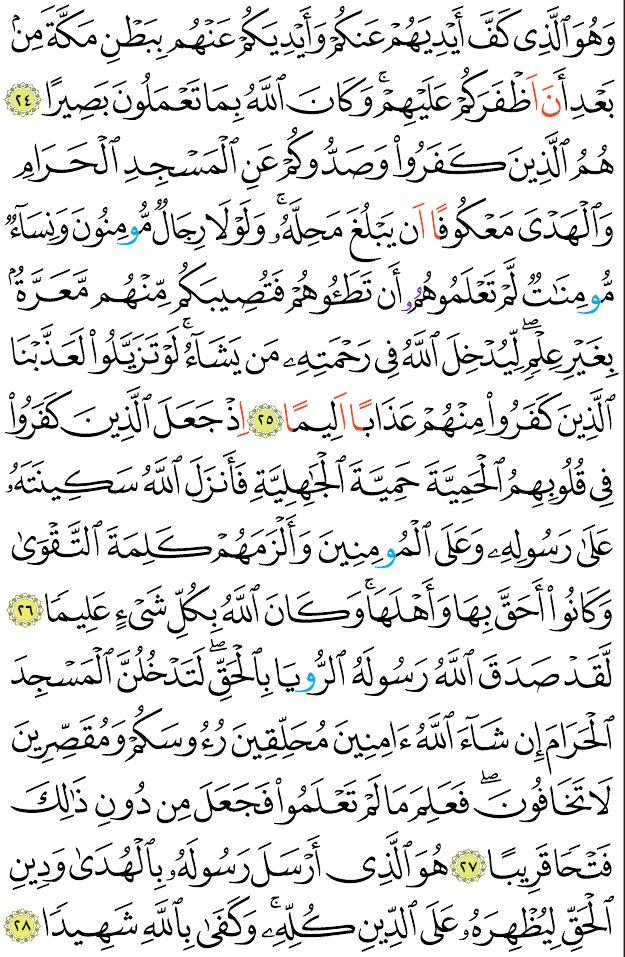 وَهُوَ ٱلَّذِى كَفَّ أَيْدِيَهُمْ عَنكُمْ وَأَيْدِيَكُمْ عَنْهُم بِبَطْنِ مَكَّةَ مِنۢ
بَعْدِ أَنَ اَظْفَرَكُمْ عَلَيْهِمْ ۚ وَكَانَ ٱللَّهُ بِمَا تَعْمَلُونَ بَصِيرًا ٢٤
هُمُ ٱلَّذِينَ كَفَرُوا۟ وَصَدُّوكُمْ عَنِ ٱلْمَسْجِدِ ٱلْحَرَامِ
وَٱلْهَدْىَ مَعْكُوفًا اَن يَبْلُغَ مَحِلَّهُۥ ۚ وَلَوْلَا رِجَالٌ مُّومِنُونَ وَنِسَآءٌ
مُّومِنَٰتٌ لَّمْ تَعْلَمُوهُمُۥ أَن تَطَـُٔوهُمْ فَتُصِيبَكُم مِّنْهُم مَّعَرَّةٌۢ
بِغَيْرِ عِلْمٍ ۖ لِّيُدْخِلَ ٱللَّهُ فِى رَحْمَتِهِۦ مَن يَشَآءُ ۚ لَوْ تَزَيَّلُوا۟ لَعَذَّبْنَا
ٱلَّذِينَ كَفَرُوا۟ مِنْهُمْ عَذَابًا اَلِيمًا ٢٥ اِذْ جَعَلَ ٱلَّذِينَ كَفَرُوا۟
فِى قُلُوبِهِمُ ٱلْحَمِيَّةَ حَمِيَّةَ ٱلْجَٰهِلِيَّةِ فَأَنزَلَ ٱللَّهُ سَكِينَتَهُۥ
عَلَىٰ رَسُولِهِۦ وَعَلَى ٱلْمُومِنِينَ وَأَلْزَمَهُمْ كَلِمَةَ ٱلتَّقْوَىٰ
وَكَانُوٓا۟ أَحَقَّ بِهَا وَأَهْلَهَا ۚ وَكَانَ ٱللَّهُ بِكُلِّ شَىْءٍ عَلِيمًا ٢٦
لَّقَدْ صَدَقَ ٱللَّهُ رَسُولَهُ ٱلرُّويَا بِٱلْحَقِّ ۖ لَتَدْخُلُنَّ ٱلْمَسْجِدَ
ٱلْحَرَامَ إِن شَآءَ ٱللَّهُ ءَامِنِينَ مُحَلِّقِينَ رُءُوسَكُمْ وَمُقَصِّرِينَ
لَا تَخَافُونَ ۖ فَعَلِمَ مَا لَمْ تَعْلَمُوا۟ فَجَعَلَ مِن دُونِ ذَٰلِكَ
فَتْحًا قَرِيبًا ٢٧ هُوَ ٱلَّذِىٓ أَرْسَلَ رَسُولَهُۥ بِٱلْهُدَىٰ وَدِينِ
ٱلْحَقِّ لِيُظْهِرَهُۥ عَلَى ٱلدِّينِ كُلِّهِۦ ۚ وَكَفَىٰ بِٱللَّهِ شَهِيدًا ٢٨